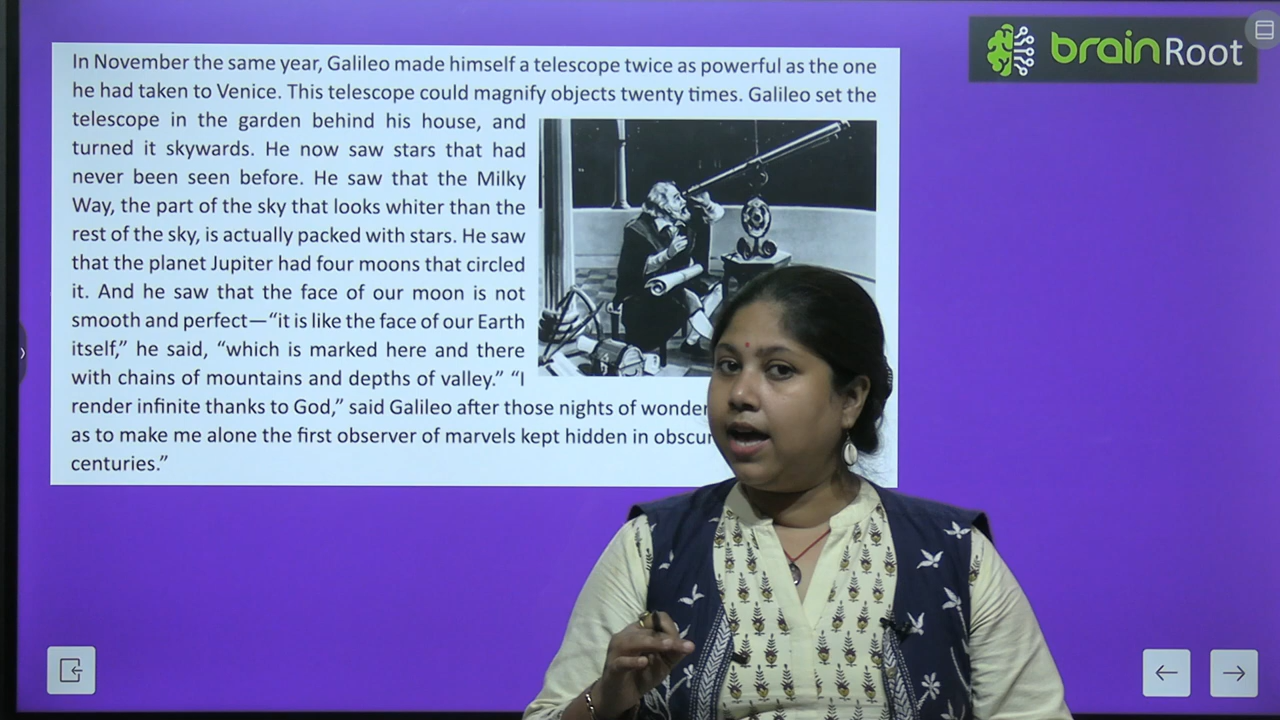 brainRoot
In November the same year, Galileo made himself a telescope twice as powerful as the one
he had taken to Venice. This telescope could magnify objects twenty times. Galileo set the
telescope in the garden behind his house, and
turned it skywards. He now saw stars that had
never been seen before. He saw that the Milky
Way, the part of the sky that looks whiter than the
rest of the sky, is actually packed with stars. He saw
that the planet Jupiter had four moons that circled
it. And he saw that the face of our moon is not
smooth and perfect—“it is like the face of our Earth
itself,” he said, “which is marked here and there
with chains of mountains and depths of valley.” “I
render infinite thanks to God,” said Galileo after those nights of wonder
as to make me alone the first observer of marvels kept hidden in
centuries.”